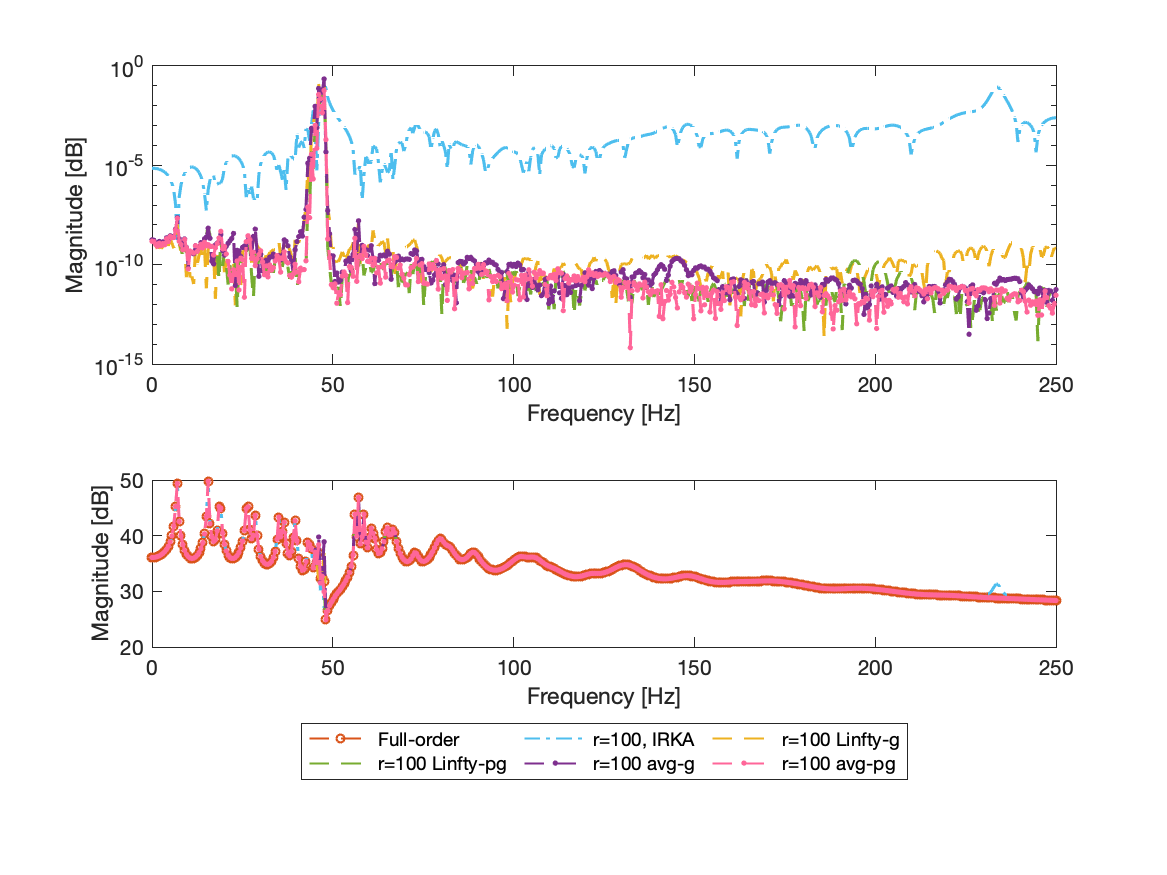 10^0
10^-5
10^-10
10^-15
Magnitude [dB]
0 50 100 150 200 250
Frequency [Hz]
50
40
30
20
Magnitude [dB]
0 50 100 150 200 250
Frequency [Hz]
Full-order r=100, IRKA r=100 Linfty-g
r=100 Linfty-pg r=100 avg-g r=100 avg-pg